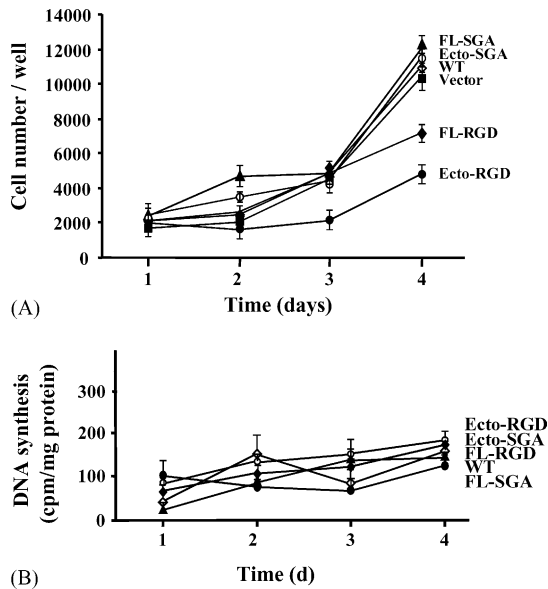 14000
12000
10000
8000
6000
4000
2000
0
Cell number / well
FL-SGA
Ecto-SGA
WT
Vector
FL-RGD
Ecto-RGD
1 2 3 4
Time (days)
(A)
300
200
100
0
DNA synthesis
(cpm/mg protein)
Ecto-RGD
Ecto-SGA
FL-RGD
WT
FL-SGA
1 2 3 4
Time (d)
(B)